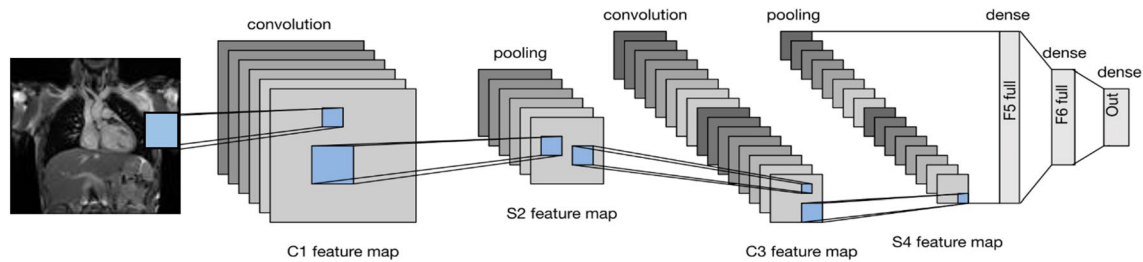 convolution
pooling
convolution
pooling
dense
dense
dense
F5 full
F6 full
Out
C1 feature map
S2 feature map
C3 feature map
S4 feature map